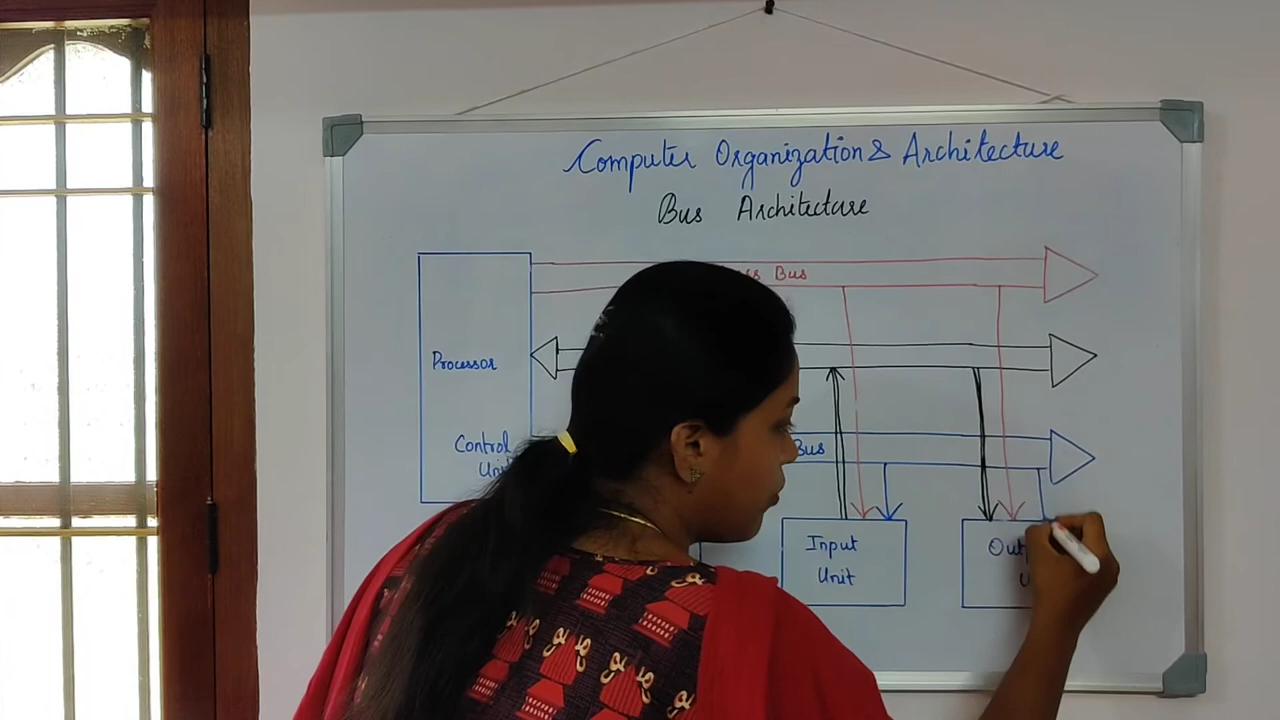 Computer Organization & Architecture
Bus Architecture
Bus
Processor
Control
Bus
Input
Unit